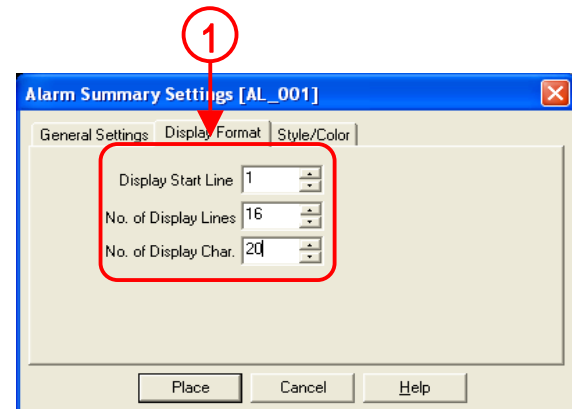 1
Alarm Summary Settings [AL_001]
General Settings Display Format Style/Color
Display Start Line 1
No. of Display Lines 16
No. of Display Char. 20
Place Cancel Help